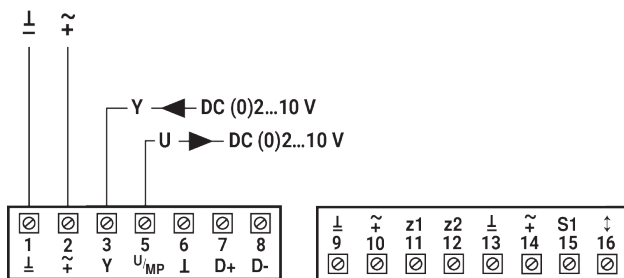 ⊥ ~
– +
Y DC (0)2...10 V
U DC (0)2...10 V
1 2 3 5 6 7 8
⊥ ~ Y U/MP ⊥ D+ D-
– +
⊥ ~ z1 z2 ⊥ ~ S1 ↕
– + – +
9 10 11 12 13 14 15 16